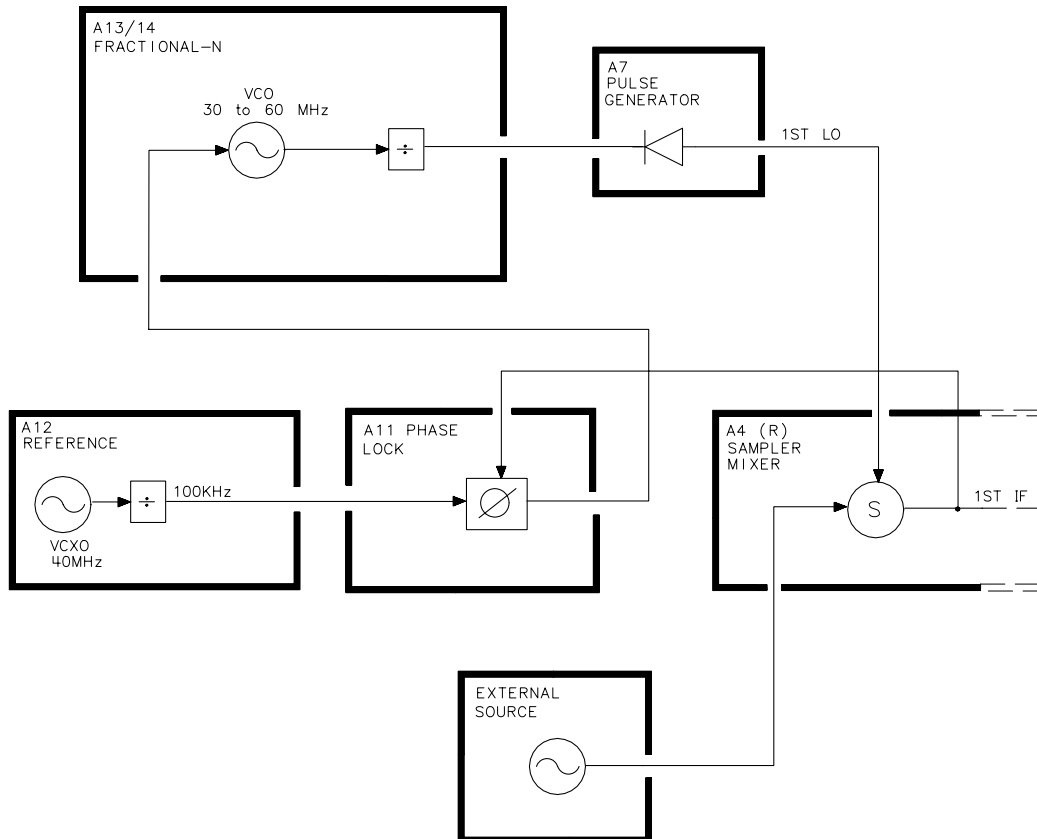 A13/14
FRACTIONAL-N
VCO
30 to 60 MHz
÷
A7
PULSE
GENERATOR
1ST LO
A12
REFERENCE
÷
100KHz
VCXO
40MHz
A11 PHASE
LOCK
A4 (R)
SAMPLER
MIXER
S
1ST IF
EXTERNAL
SOURCE